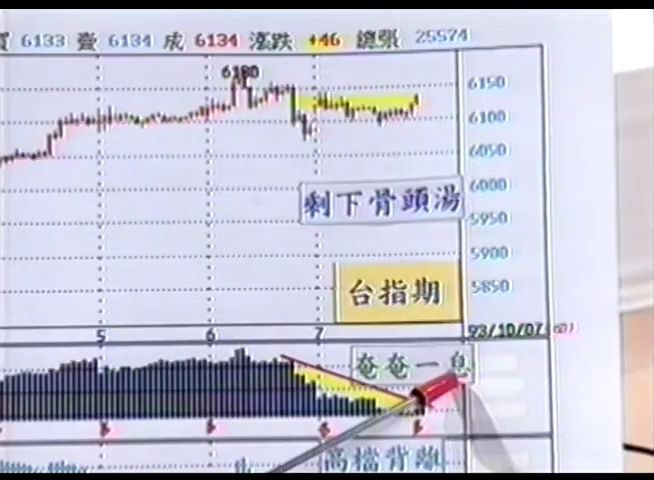 買 6133 賣 6134 成 6134 漲跌 +46 總張 25574
6180
6150
6100
6050
6000
剩下骨頭湯
5950
5900
台指期
5850
5 6 7 93/10/07
奄奄一息
高檔背離